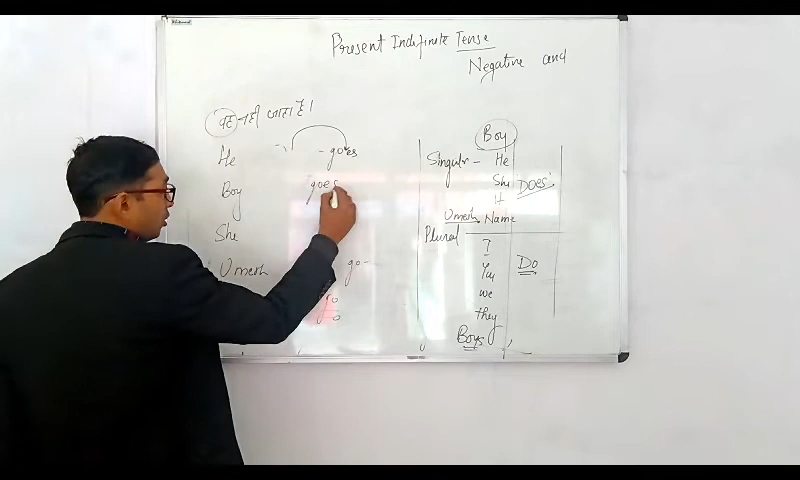 Present Indefinite Tense
Negative and
वह नहीं जाता है।
He - goes
Boy goes
She
Umesh go -
go
Boy
Singular - He
She DOES
It
Umesh Name
Plural
I
You Do
we
they
Boys